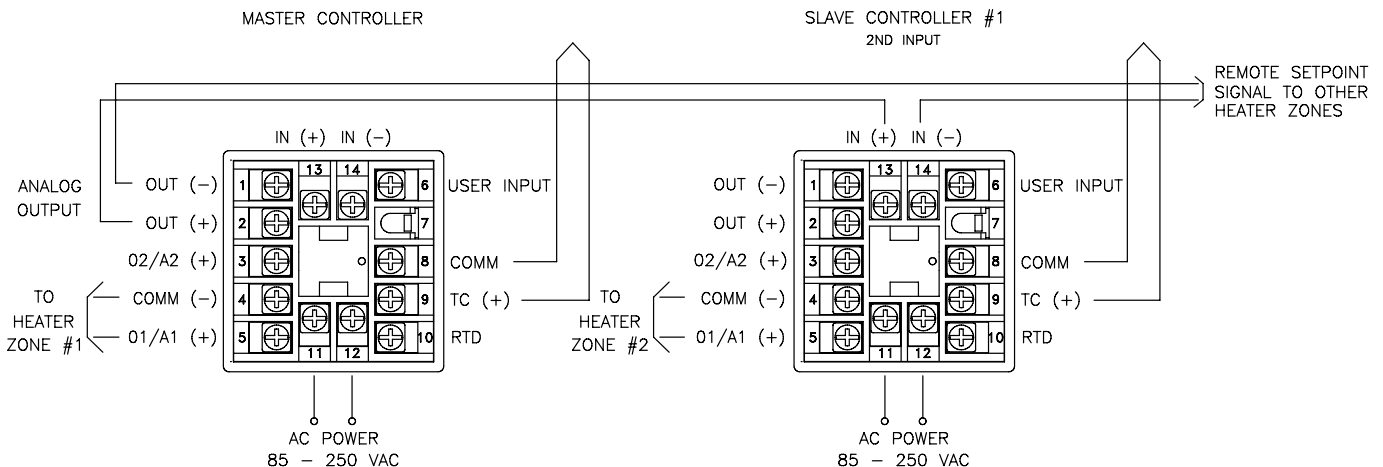 MASTER CONTROLLER
SLAVE CONTROLLER #1
2ND INPUT
REMOTE SETPOINT
SIGNAL TO OTHER
HEATER ZONES
IN (+) IN (-)
13 14
ANALOG
OUTPUT
OUT (-)
OUT (+)
02/A2 (+)
COMM (-)
01/A1 (+)
TO
HEATER
ZONE #1
1
2
3
4
5
6
7
8
9
10
USER INPUT
COMM
TC (+)
RTD
11 12
AC POWER
85 - 250 VAC
IN (+) IN (-)
13 14
OUT (-)
OUT (+)
02/A2 (+)
COMM (-)
01/A1 (+)
TO
HEATER
ZONE #2
1
2
3
4
5
6
7
8
9
10
USER INPUT
COMM
TC (+)
RTD
11 12
AC POWER
85 - 250 VAC